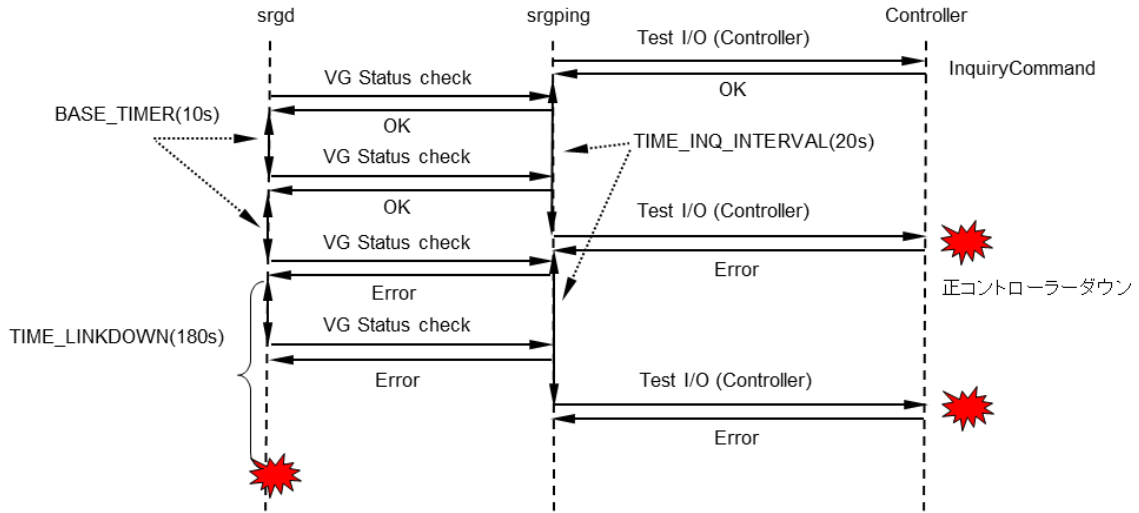 srgd
srgping
Controller
Test I/O (Controller)
InquiryCommand
VG Status check
OK
BASE_TIMER(10s)
OK
TIME_INQ_INTERVAL(20s)
VG Status check
OK
Test I/O (Controller)
VG Status check
Error
Error
正コントローラーダウン
TIME_LINKDOWN(180s)
VG Status check
Error
Test I/O (Controller)
Error